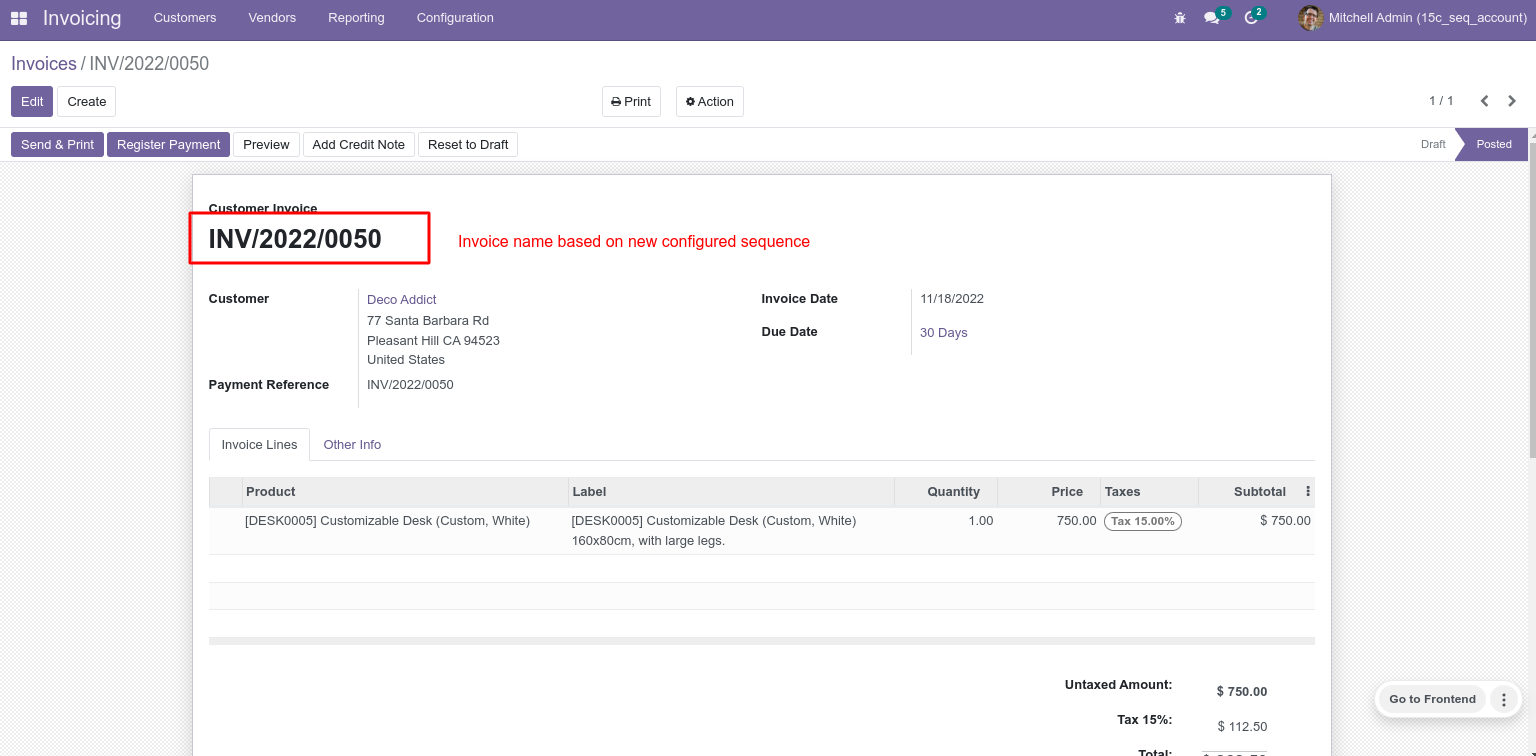 Invoicing Customers Vendors Reporting Configuration 5 2 Mitchell Admin (15c_seq_account)
Invoices / INV/2022/0050
Edit Create Print Action 1 / 1
Send & Print Register Payment Preview Add Credit Note Reset to Draft Draft Posted
Customer Invoice
INV/2022/0050 Invoice name based on new configured sequence
Customer Deco Addict Invoice Date 11/18/2022
77 Santa Barbara Rd
Due Date 30 Days
Pleasant Hill CA 94523
United States
Payment Reference INV/2022/0050
Invoice Lines Other Info
Product Label Quantity Price Taxes Subtotal
[DESK0005] Customizable Desk (Custom, White) [DESK0005] Customizable Desk (Custom, White) 1.00 750.00 Tax 15.00% $ 750.00
160x80cm, with large legs.
Untaxed Amount: $ 750.00
Go to Frontend
Tax 15%: $ 112.50
Total: